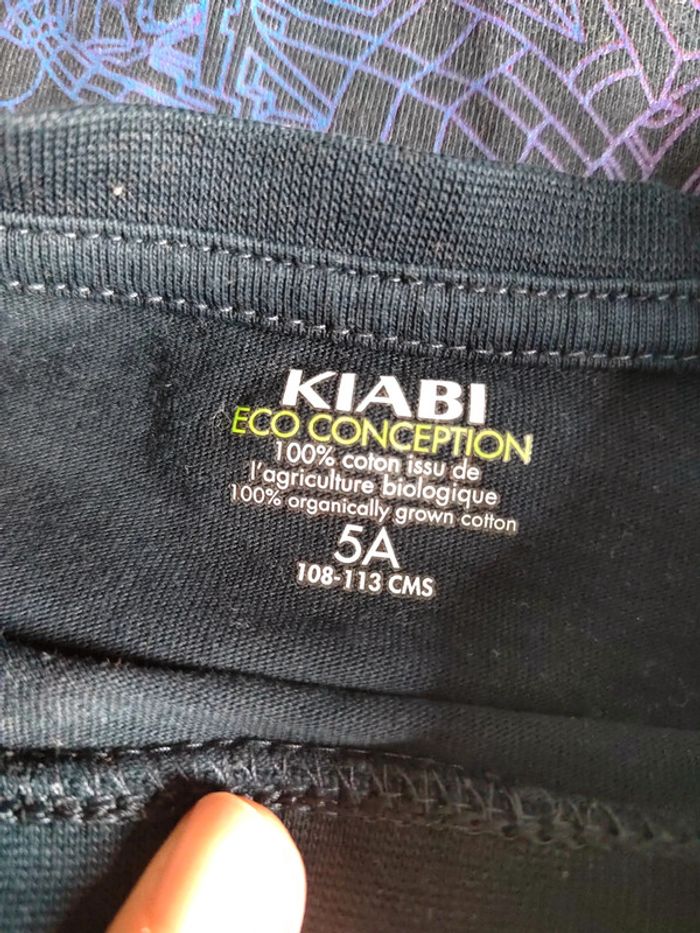 KIABI
ECO CONCEPTION
100% coton issu de
l'agriculture biologique
100% organically grown cotton
5A
108-113 CMS